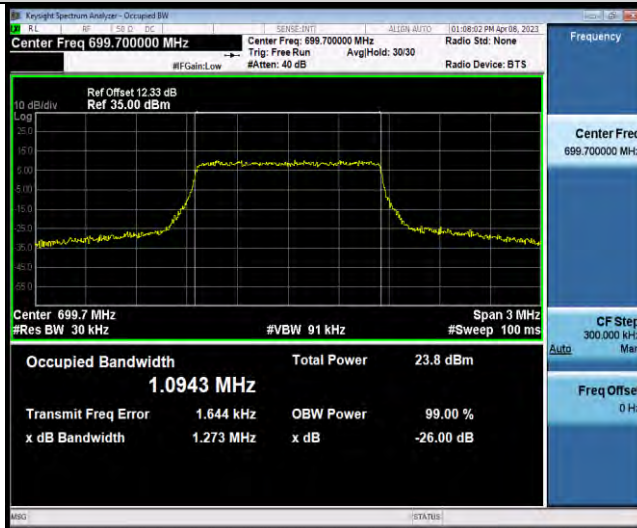 Keysight Spectrum Analyzer - Occupied BW
RL RF 50 Ω DC SENSE:INT ALIGN AUTO 01:08:02 PM Apr 08, 2023
Center Freq 699.700000 MHz
Center Freq: 699.700000 MHz Radio Std: None
Trig: Free Run Avg|Hold: 30/30
#IFGain:Low #Atten: 40 dB Radio Device: BTS
Frequency
Ref Offset 12.33 dB
10 dB/div Ref 35.00 dBm
Log
25.0
15.0
5.00
-5.00
-15.0
-25.0
-35.0
-45.0
-55.0
Center Freq
699.700000 MHz
Center 699.7 MHz Span 3 MHz
#Res BW 30 kHz #VBW 91 kHz #Sweep 100 ms
CF Step
300.000 kHz
Auto Man
Occupied Bandwidth Total Power 23.8 dBm
1.0943 MHz
Transmit Freq Error 1.644 kHz OBW Power 99.00 %
x dB Bandwidth 1.273 MHz x dB -26.00 dB
Freq Offset
0 Hz
MSG STATUS